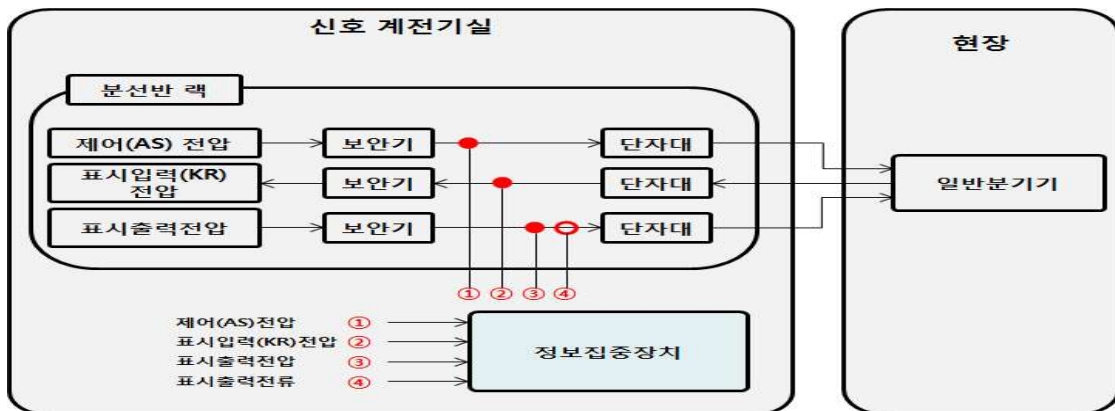 신호 계전기실
현장
분선반 랙
제어(AS) 전압
보안기
단자대
표시입력(KR)
전압
보안기
단자대
일반분기기
표시출력전압
보안기
단자대
① ② ③ ④
제어(AS)전압 ①
표시입력(KR)전압 ②
표시출력전압 ③
표시출력전류 ④
정보집중장치